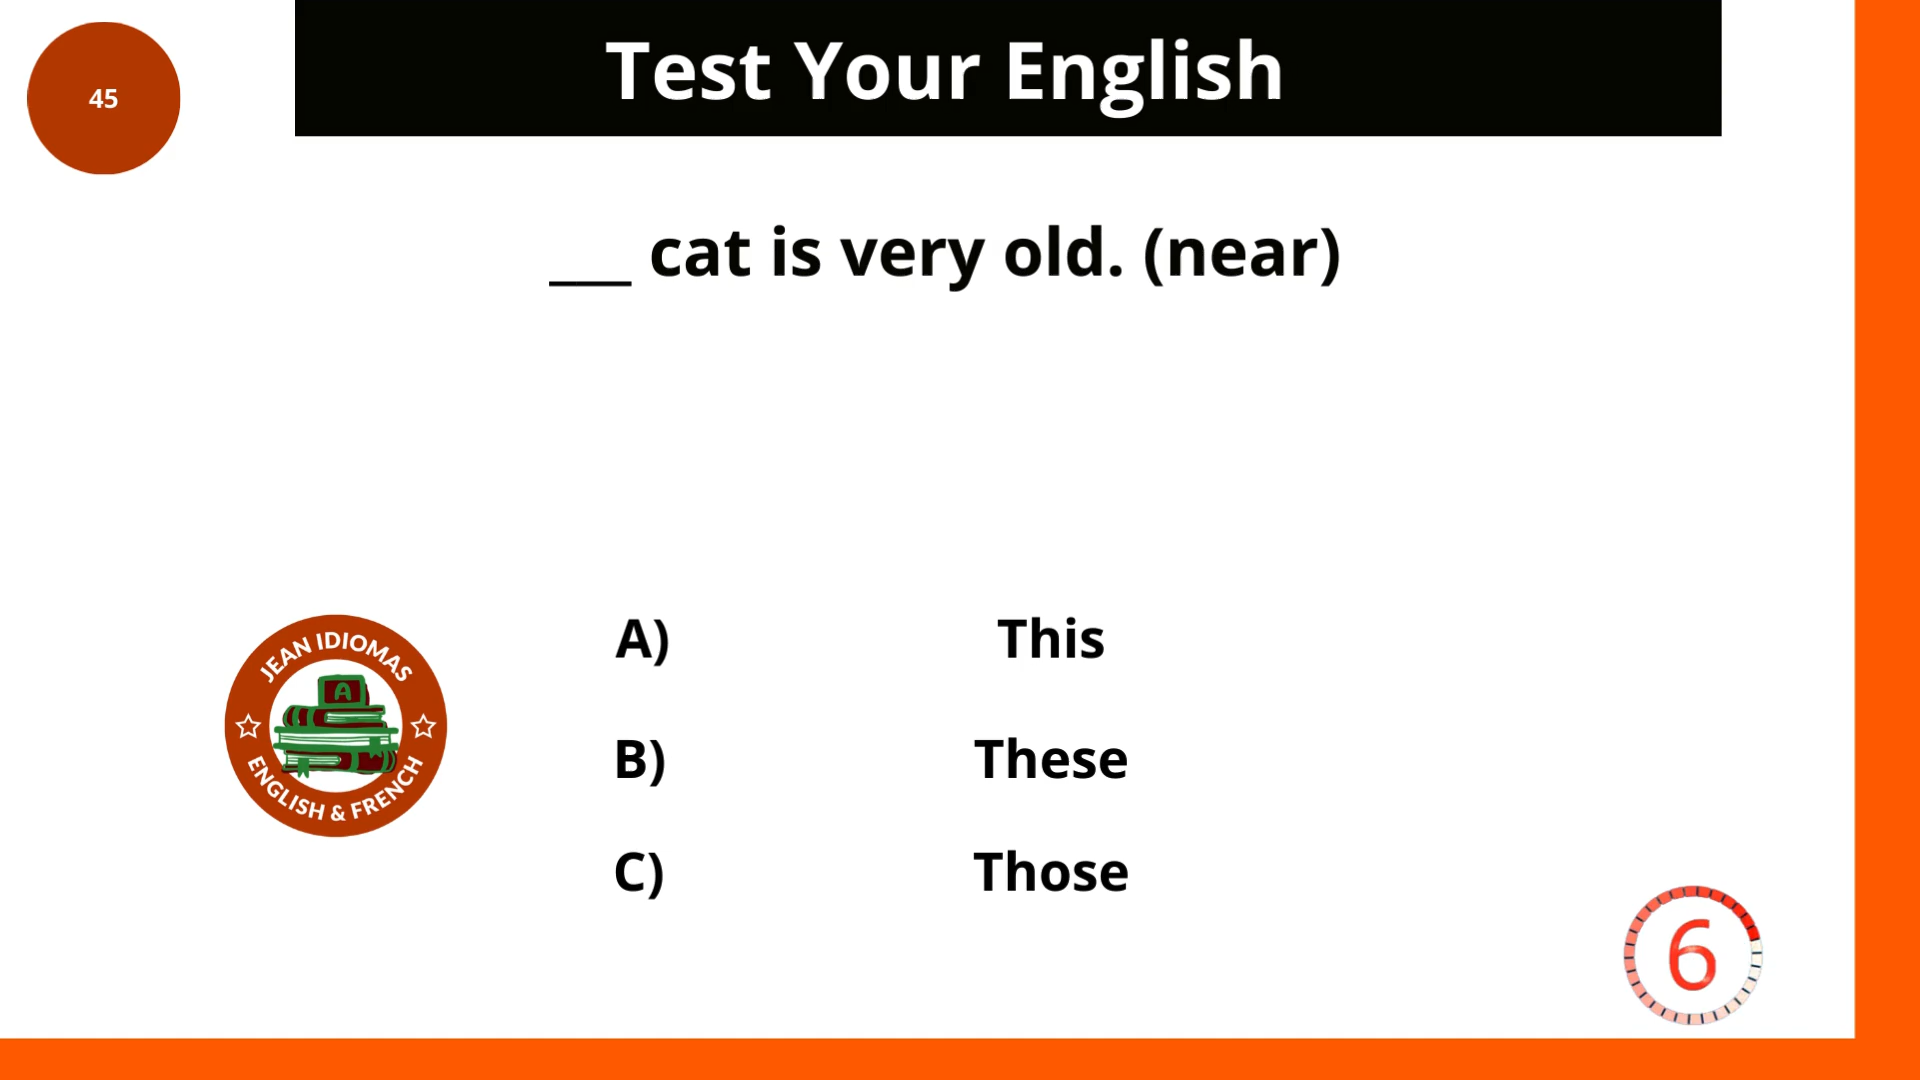 45
Test Your English
___ cat is very old. (near)
A) This
B) These
C) Those
JEAN IDIOMAS
A
ENGLISH & FRENCH
6